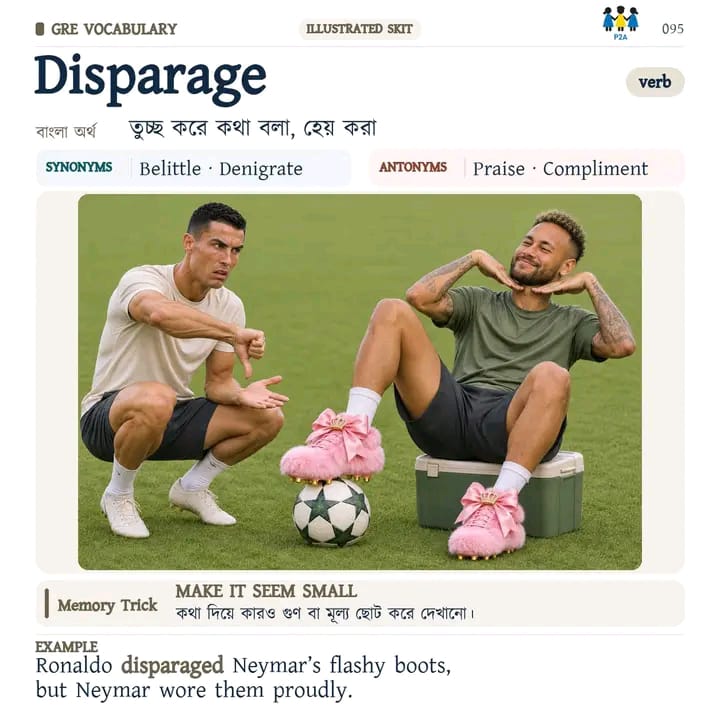 GRE VOCABULARY
ILLUSTRATED SKIT
P2A
095
Disparage
verb
বাংলা অর্থ তুচ্ছ করে কথা বলা, হেয় করা
SYNONYMS Belittle · Denigrate
ANTONYMS Praise · Compliment
Memory Trick
MAKE IT SEEM SMALL
কথা দিয়ে কারও গুণ বা মূল্য ছোট করে দেখানো।
EXAMPLE
Ronaldo disparaged Neymar’s flashy boots,
but Neymar wore them proudly.